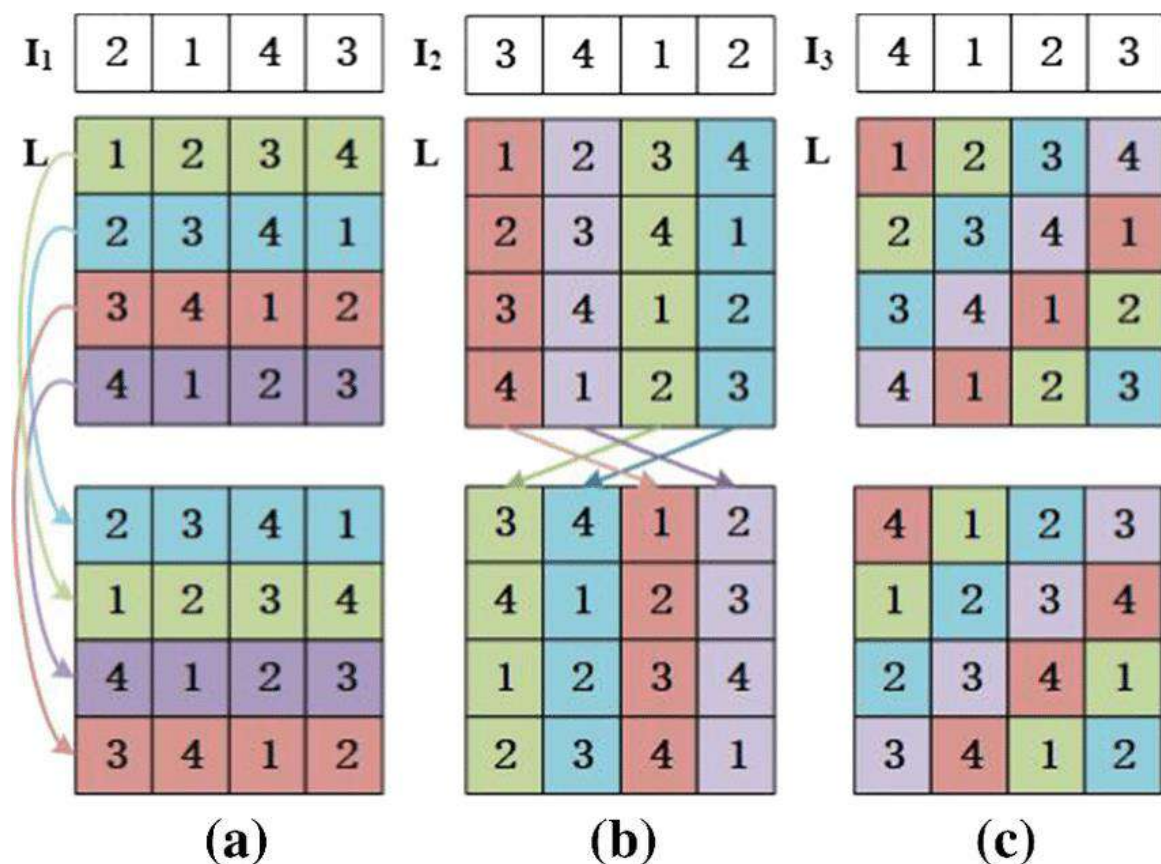 I₁ 2 1 4 3 I₂ 3 4 1 2 I₃ 4 1 2 3
L 1 2 3 4 L 1 2 3 4 L 1 2 3 4
2 3 4 1 2 3 4 1 2 3 4 1
3 4 1 2 3 4 1 2 3 4 1 2
4 1 2 3 4 1 2 3 4 1 2 3
2 3 4 1 3 4 1 2 4 1 2 3
1 2 3 4 4 1 2 3 1 2 3 4
4 1 2 3 1 2 3 4 2 3 4 1
3 4 1 2 2 3 4 1 3 4 1 2
(a) (b) (c)